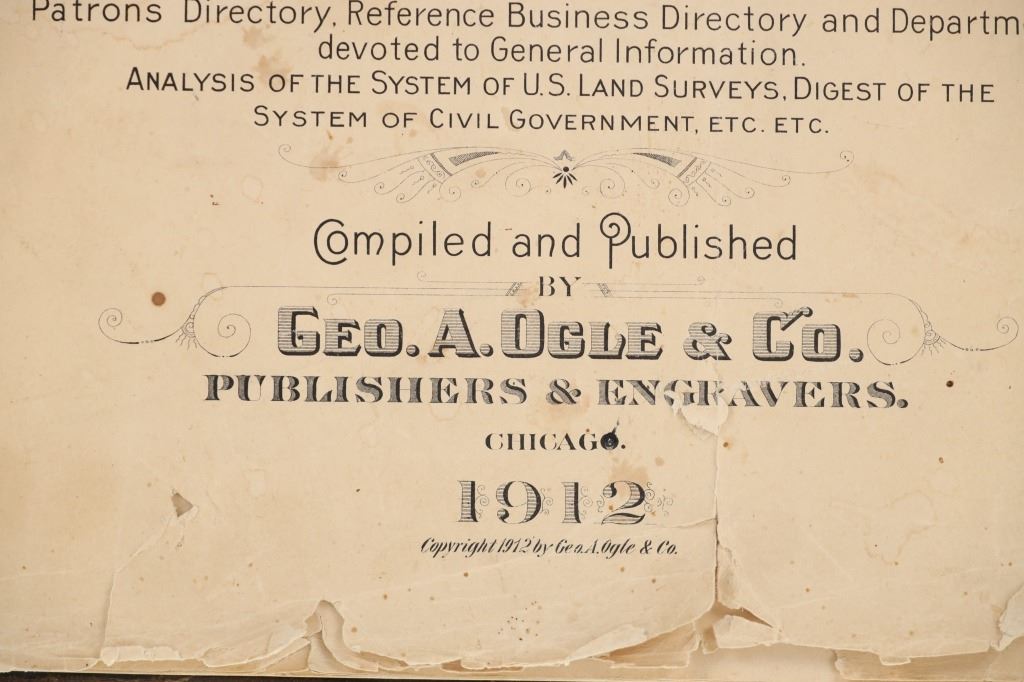 Patrons Directory, Reference Business Directory and Departm
devoted to General Information.
ANALYSIS OF THE SYSTEM OF U.S. LAND SURVEYS, DIGEST OF THE
SYSTEM OF CIVIL GOVERNMENT, ETC. ETC.
Compiled and Published
BY
GEO. A. OGLE & CO.
PUBLISHERS & ENGRAVERS.
CHICAGO.
1912
Copyright 1912 by Geo. A. Ogle & Co.